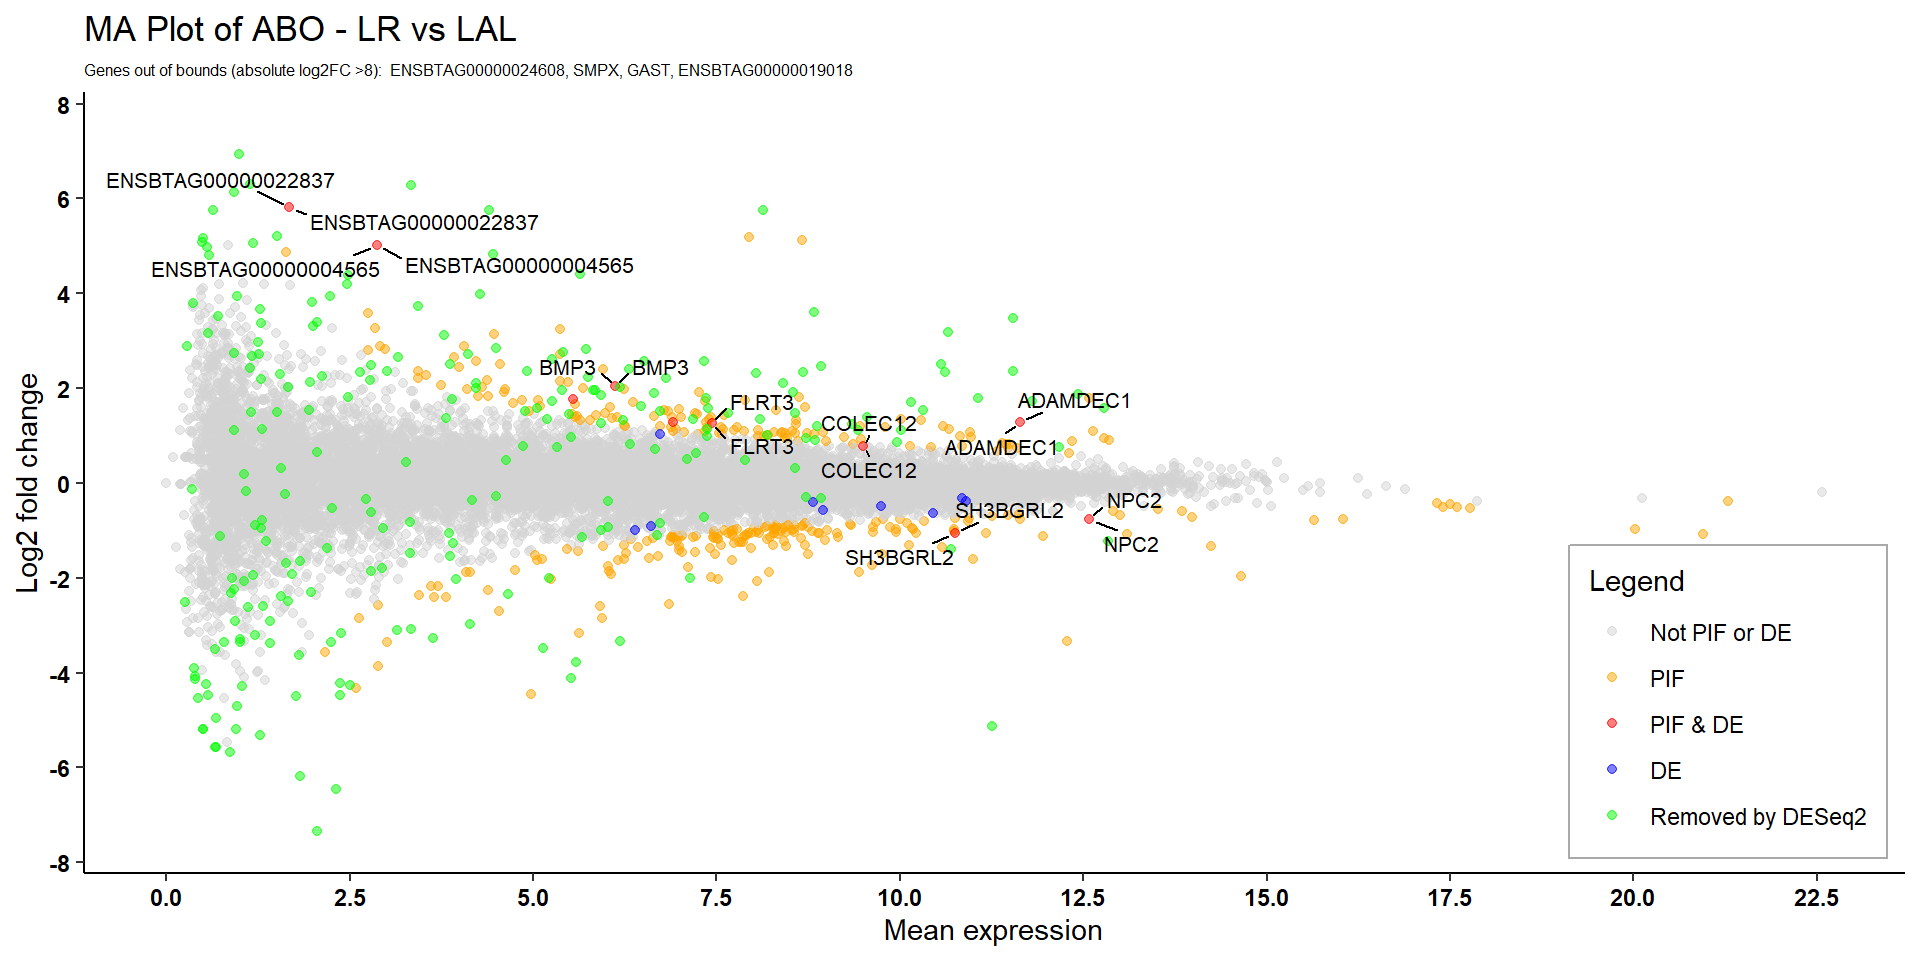 MA Plot of ABO - LR vs LAL
Genes out of bounds (absolute log2FC >8):  ENSBTAG00000024608, SMPX, GAST, ENSBTAG00000019018
Log2 fold change
8
6
4
2
0
-2
-4
-6
-8
ENSBTAG00000022837
ENSBTAG00000022837
ENSBTAG00000004565
ENSBTAG00000004565
BMP3
BMP3
FLRT3
FLRT3
COLEC12
COLEC12
ADAMDEC1
ADAMDEC1
SH3BGRL2
SH3BGRL2
NPC2
NPC2
Legend
Not PIF or DE
PIF
PIF & DE
DE
Removed by DESeq2
0.0 2.5 5.0 7.5 10.0 12.5 15.0 17.5 20.0 22.5
Mean expression